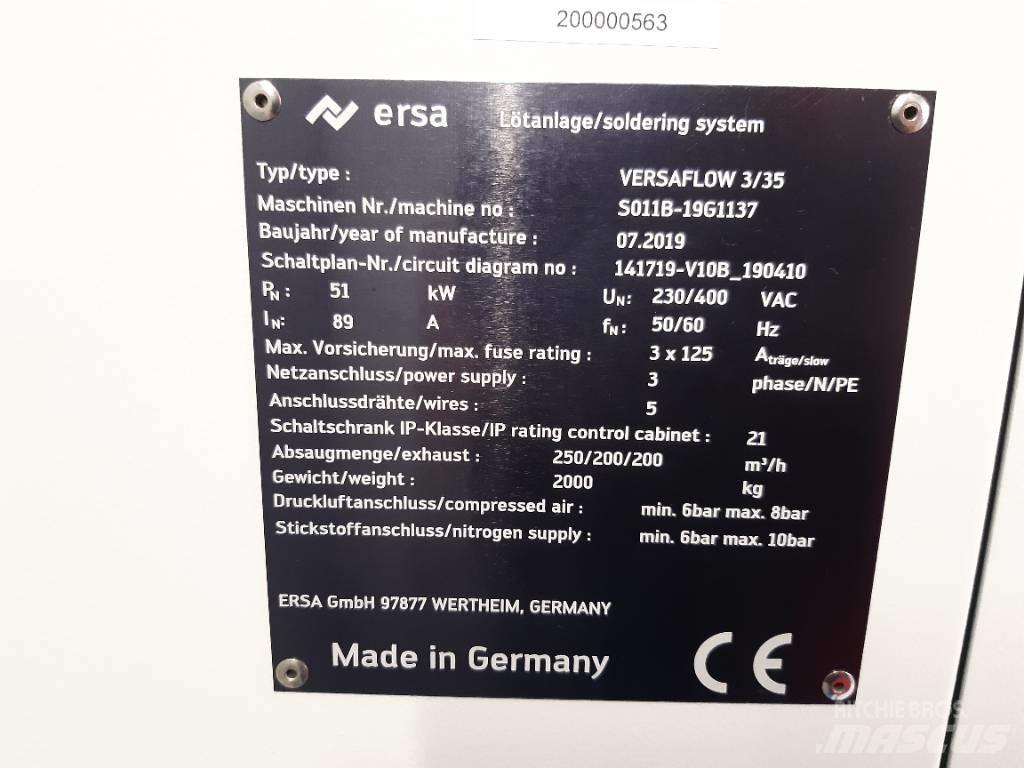 200000563
ersa Lötanlage/soldering system
Typ/type : VERSAFLOW 3/35
Maschinen Nr./machine no : S011B-19G1137
Baujahr/year of manufacture : 07.2019
Schaltplan-Nr./circuit diagram no : 141719-V10B_190410
PN : 51 kW UN: 230/400 VAC
IN: 89 A fN: 50/60 Hz
Max. Vorsicherung/max. fuse rating : 3 x 125 Aträge/slow
Netzanschluss/power supply : 3 phase/N/PE
Anschlussdrähte/wires : 5
Schaltschrank IP-Klasse/IP rating control cabinet : 21
Absaugmenge/exhaust : 250/200/200 m³/h
Gewicht/weight : 2000 kg
Druckluftanschluss/compressed air : min. 6bar max. 8bar
Stickstoffanschluss/nitrogen supply : min. 6bar max. 10bar
ERSA GmbH 97877 WERTHEIM, GERMANY
Made in Germany CE
RITCHIE BROS.
MASCUS